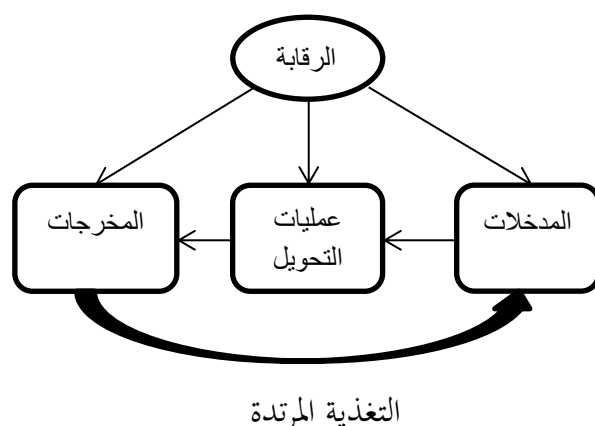 الرقابة
المدخلات
عمليات
التحويل
المخرجات
التغذية المرتدة